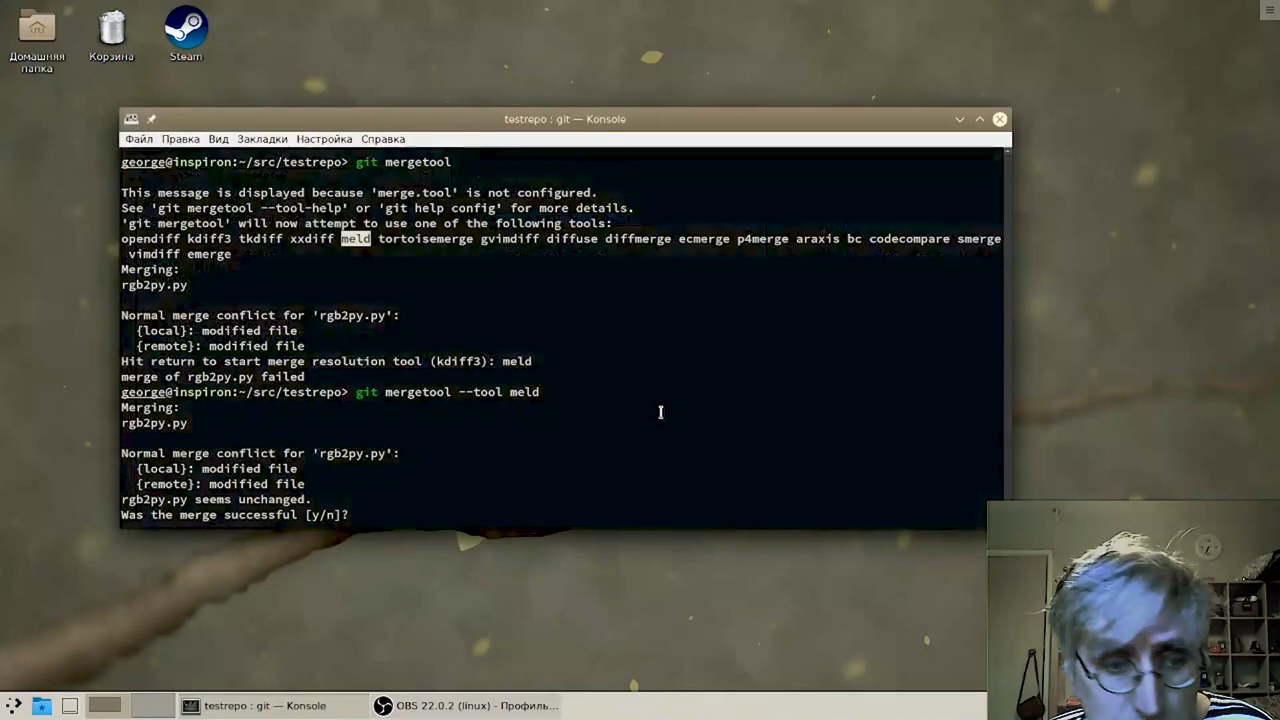 Домашняя
папка
Корзина
Steam
testrepo : git — Konsole
Файл Правка Вид Закладки Настройка Справка
george@inspiron:~/src/testrepo> git mergetool
This message is displayed because 'merge.tool' is not configured.
See 'git mergetool --tool-help' or 'git help config' for more details.
'git mergetool' will now attempt to use one of the following tools:
opendiff kdiff3 tkdiff xxdiff meld tortoisemerge gvimdiff diffuse diffmerge ecmerge p4merge araxis bc codecompare smerge
vimdiff emerge
Merging:
rgb2py.py
Normal merge conflict for 'rgb2py.py':
{local}: modified file
{remote}: modified file
Hit return to start merge resolution tool (kdiff3): meld
merge of rgb2py.py failed
george@inspiron:~/src/testrepo> git mergetool --tool meld
Merging:
rgb2py.py
Normal merge conflict for 'rgb2py.py':
{local}: modified file
{remote}: modified file
rgb2py.py seems unchanged.
Was the merge successful [y/n]?
testrepo : git — Konsole
OBS 22.0.2 (linux) - Профиль...